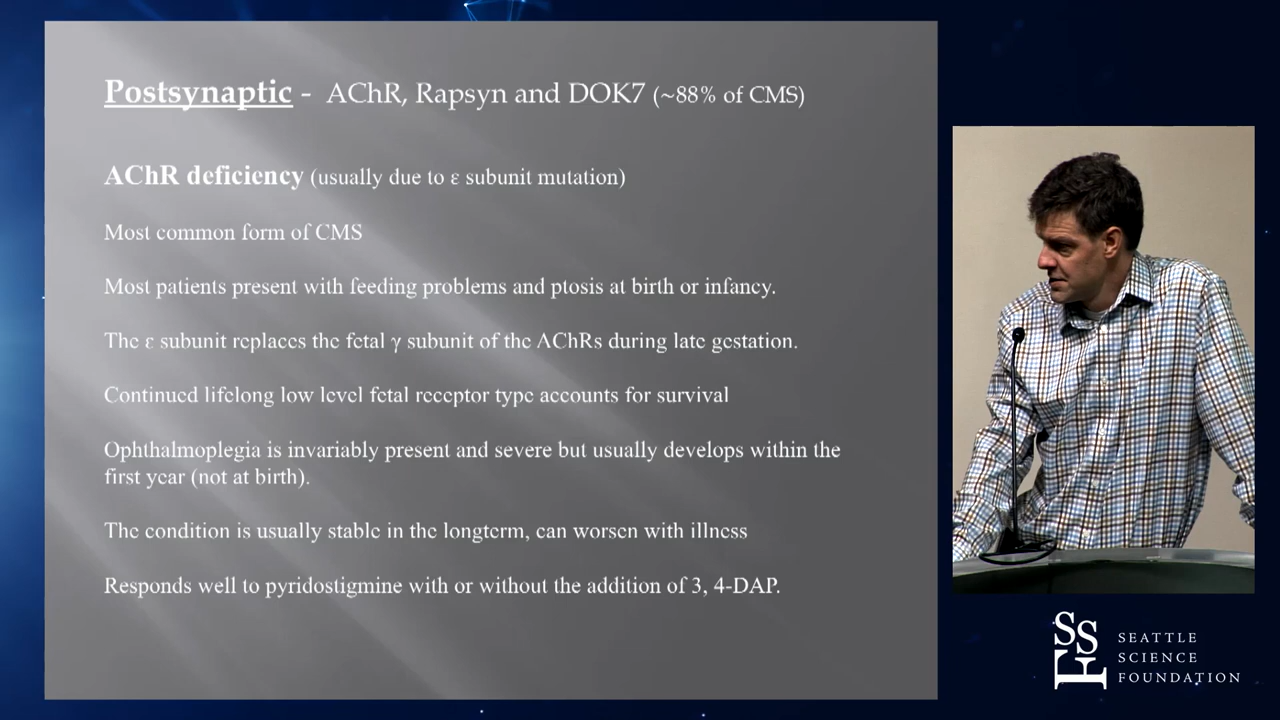 Postsynaptic - AChR, Rapsyn and DOK7 (~88% of CMS)
AChR deficiency (usually due to ε subunit mutation)
Most common form of CMS
Most patients present with feeding problems and ptosis at birth or infancy.
The ε subunit replaces the fetal γ subunit of the AChRs during late gestation.
Continued lifelong low level fetal receptor type accounts for survival
Ophthalmoplegia is invariably present and severe but usually develops within the
first year (not at birth).
The condition is usually stable in the longterm, can worsen with illness
Responds well to pyridostigmine with or without the addition of 3, 4-DAP.
SSF
SEATTLE
SCIENCE
FOUNDATION